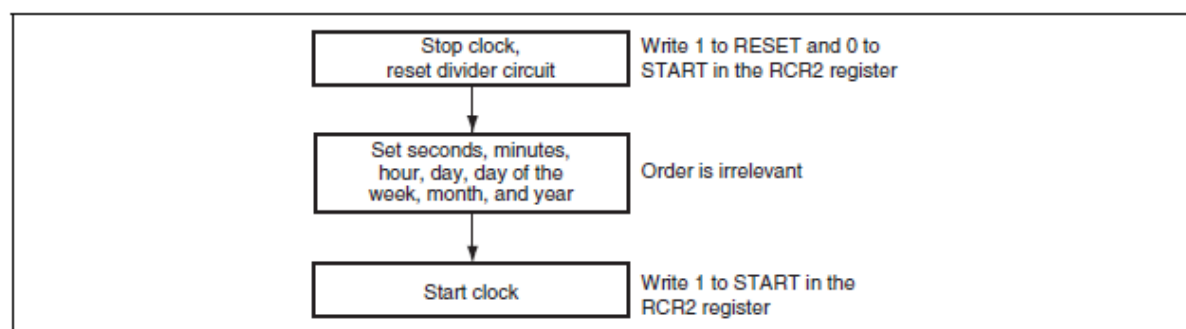 Stop clock,
reset divider circuit
Write 1 to RESET and 0 to
START in the RCR2 register
Set seconds, minutes,
hour, day, day of the
week, month, and year
Order is irrelevant
Start clock
Write 1 to START in the
RCR2 register